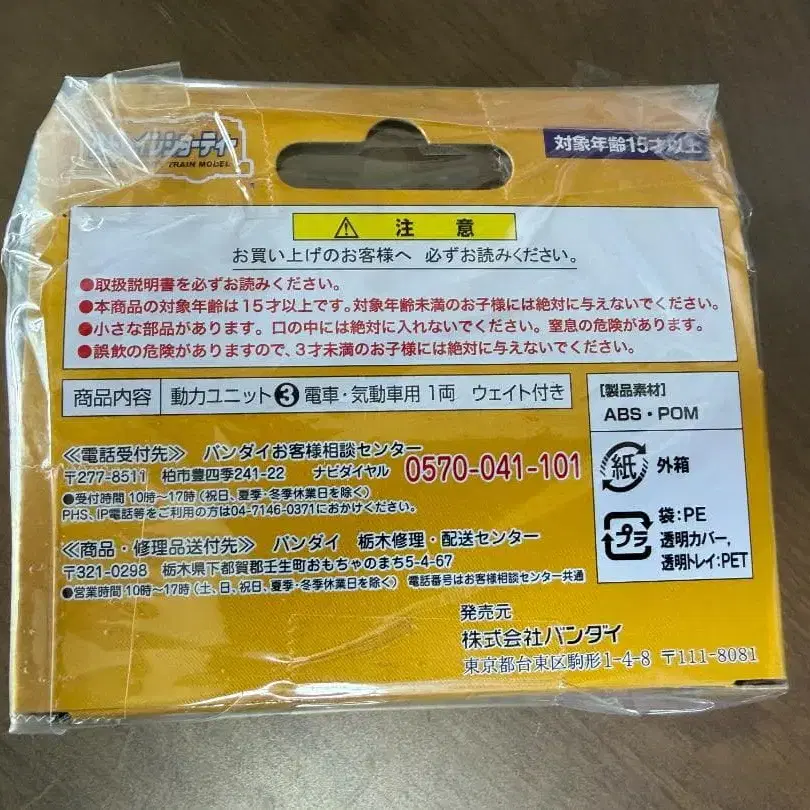 トレインショーティー
TRAIN MODEL
対象年齢15才以上
注 意
お買い上げのお客様へ 必ずお読みください。
●取扱説明書を必ずお読みください。
●本商品の対象年齢は15才以上です。対象年齢未満のお子様には絶対に与えないでください。
●小さな部品があります。口の中には絶対に入れないでください。窒息の危険があります。
●誤飲の危険がありますので、3才未満のお子様には絶対に与えないでください。
商品内容 動力ユニット❸電車・気動車用 1両 ウェイト付き
【製品素材】
ABS・POM
≪電話受付先≫ バンダイお客様相談センター
〒277-8511 柏市豊四季241-22 ナビダイヤル 0570-041-101
●受付時間 10時〜17時(祝日、夏季・冬季休業日を除く)
PHS、IP電話等をご利用の方は04-7146-0371におかけください。
≪商品・修理品送付先≫ バンダイ 栃木修理・配送センター
〒321-0298 栃木県下都賀郡壬生町おもちゃのまち5-4-67
●営業時間 10時〜17時(土、日、祝日、夏季・冬季休業日を除く) 電話番号はお客様相談センター共通
紙 外箱
プラ 袋:PE
透明カバー,
透明トレイ:PET
発売元
株式会社バンダイ
東京都台東区駒形1-4-8 〒111-8081